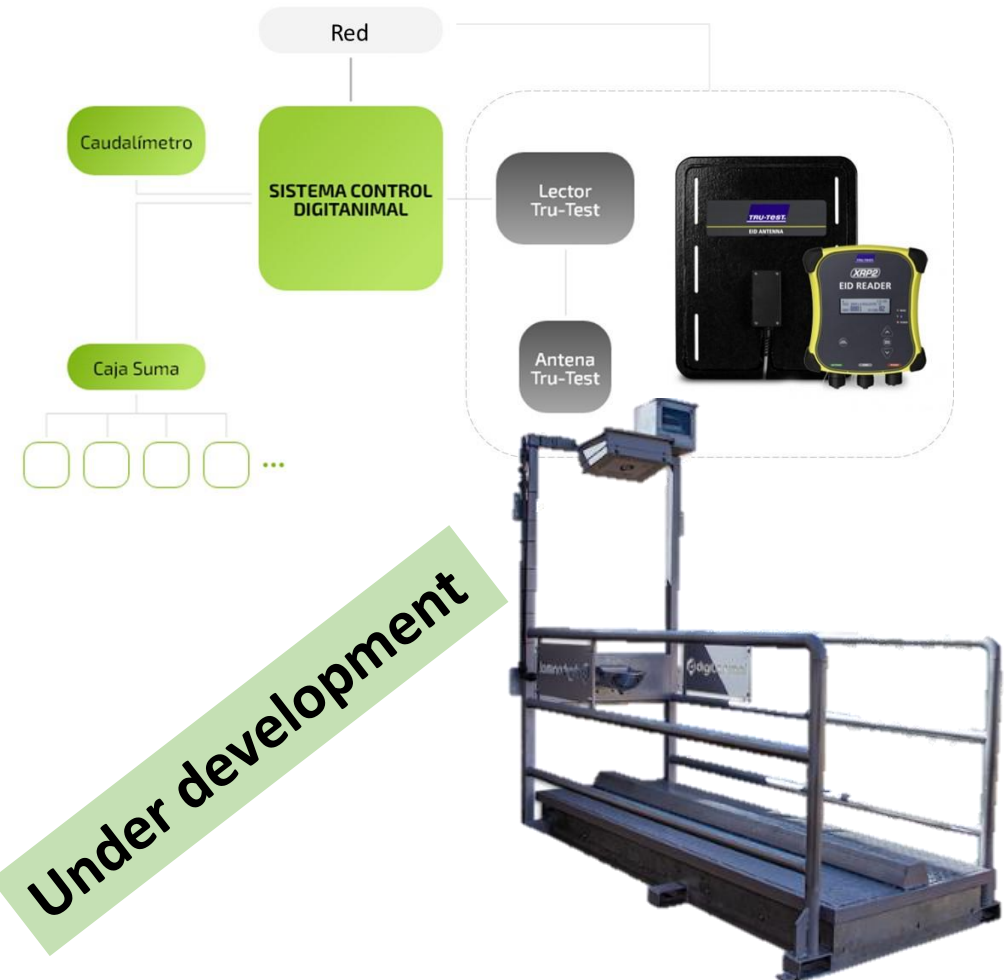 Red
Caudalímetro
SISTEMA CONTROL
DIGITANIMAL
Lector
Tru-Test
TRU-TEST.
EID ANTENNA
XRP2
EID READER
Antena
Tru-Test
Caja Suma
...
Under development